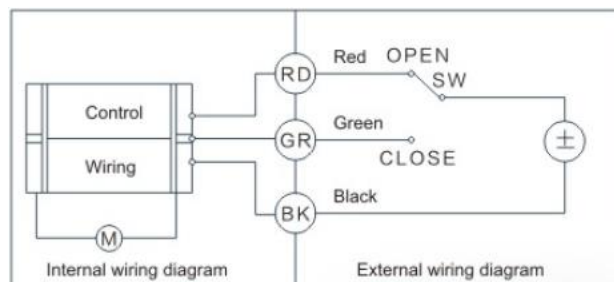 RD
Red
OPEN
SW
Control
GR
Green
CLOSE
±
Wiring
BK
Black
M
Internal wiring diagram
External wiring diagram